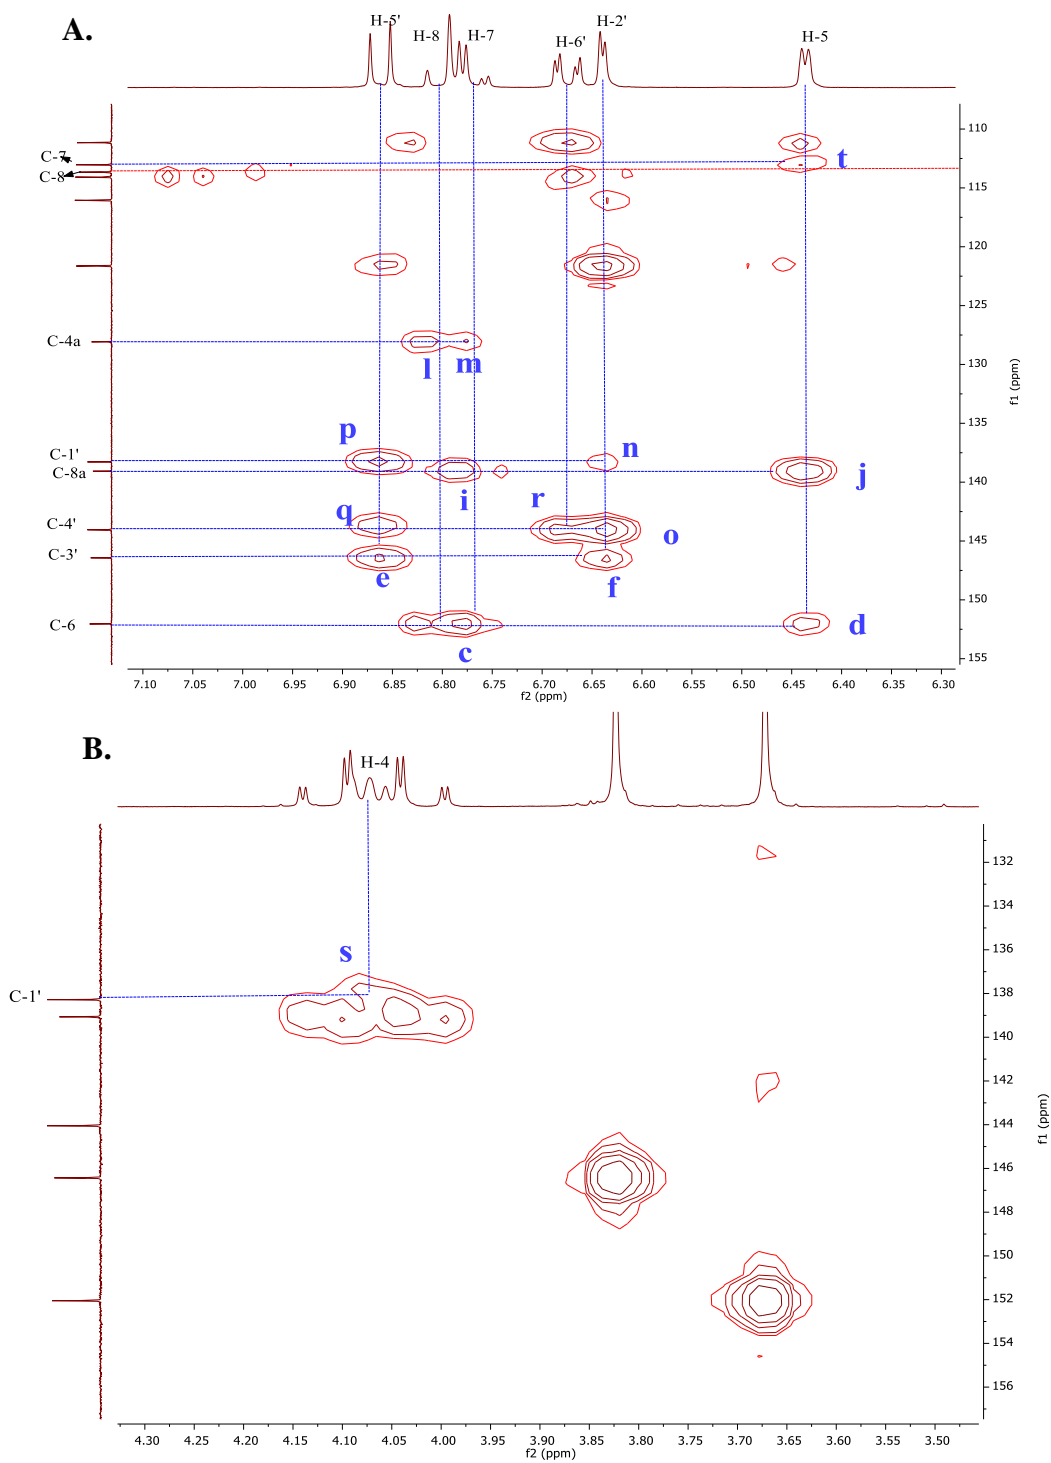 A.
H-5'
H-8
H-7
H-6'
H-2'
H-5
C-7
C-8
C-4a
C-1'
C-8a
C-4'
C-3'
C-6
t
l
m
p
n
i
j
q
r
o
e
f
c
d
110
115
120
125
130
135
140
145
150
155
f1 (ppm)
7.10 7.05 7.00 6.95 6.90 6.85 6.80 6.75 6.70 6.65 6.60 6.55 6.50 6.45 6.40 6.35 6.30
f2 (ppm)
B.
H-4
s
C-1'
132
134
136
138
140
142
144
146
148
150
152
154
156
f1 (ppm)
4.30 4.25 4.20 4.15 4.10 4.05 4.00 3.95 3.90 3.85 3.80 3.75 3.70 3.65 3.60 3.55 3.50
f2 (ppm)